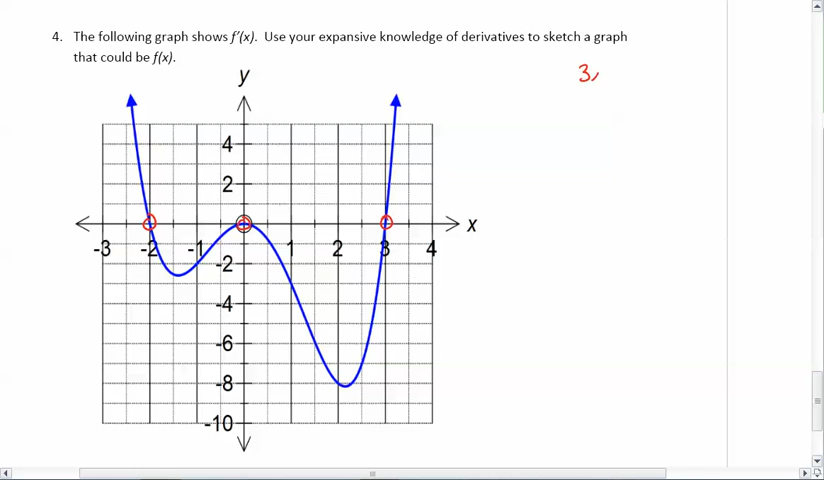 4. The following graph shows f'(x). Use your expansive knowledge of derivatives to sketch a graph
that could be f(x).
3,
y
4
2
x
-3 -2 -1 1 2 3 4
-2
-4
-6
-8
-10